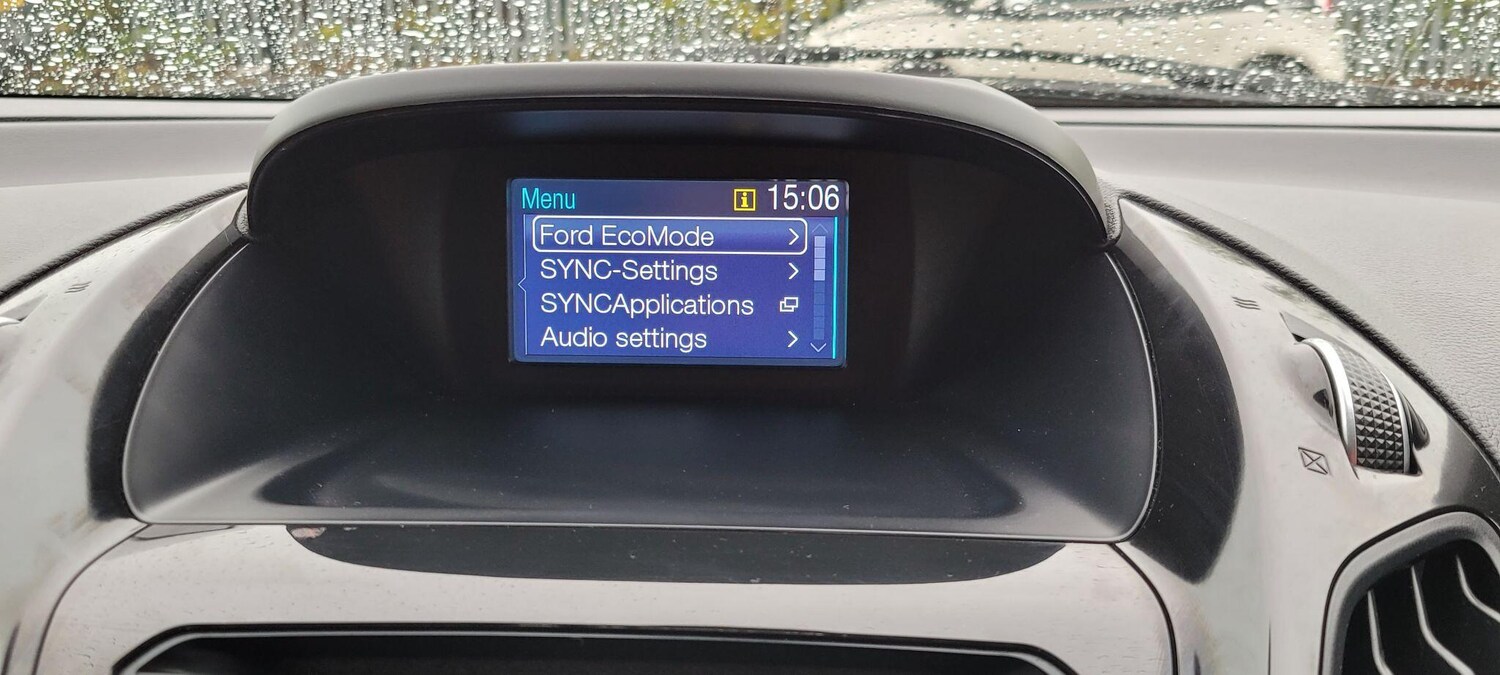 Menu i 15:06
Ford EcoMode
SYNC-Settings
SYNCApplications
Audio settings